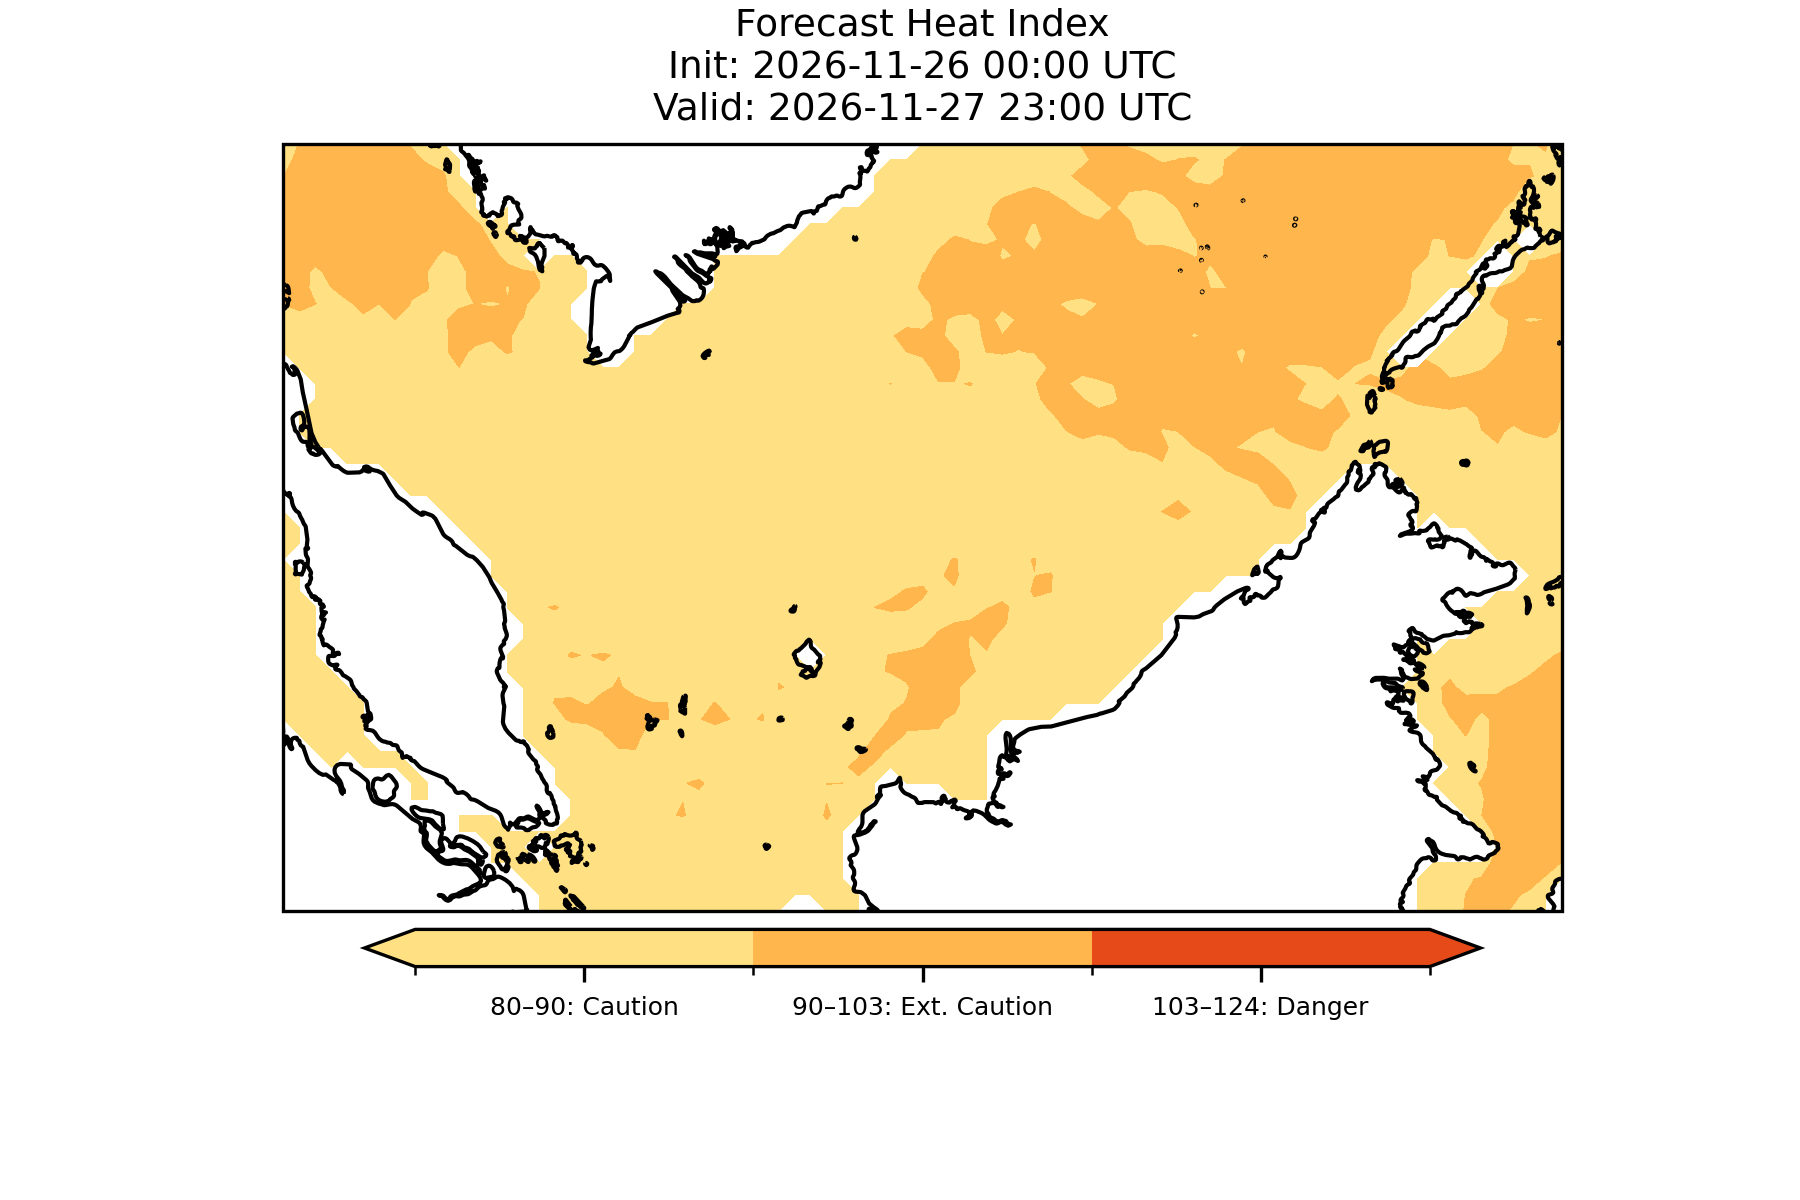 Forecast Heat Index
Init: 2026-11-26 00:00 UTC
Valid: 2026-11-27 23:00 UTC
80–90: Caution
90–103: Ext. Caution
103–124: Danger